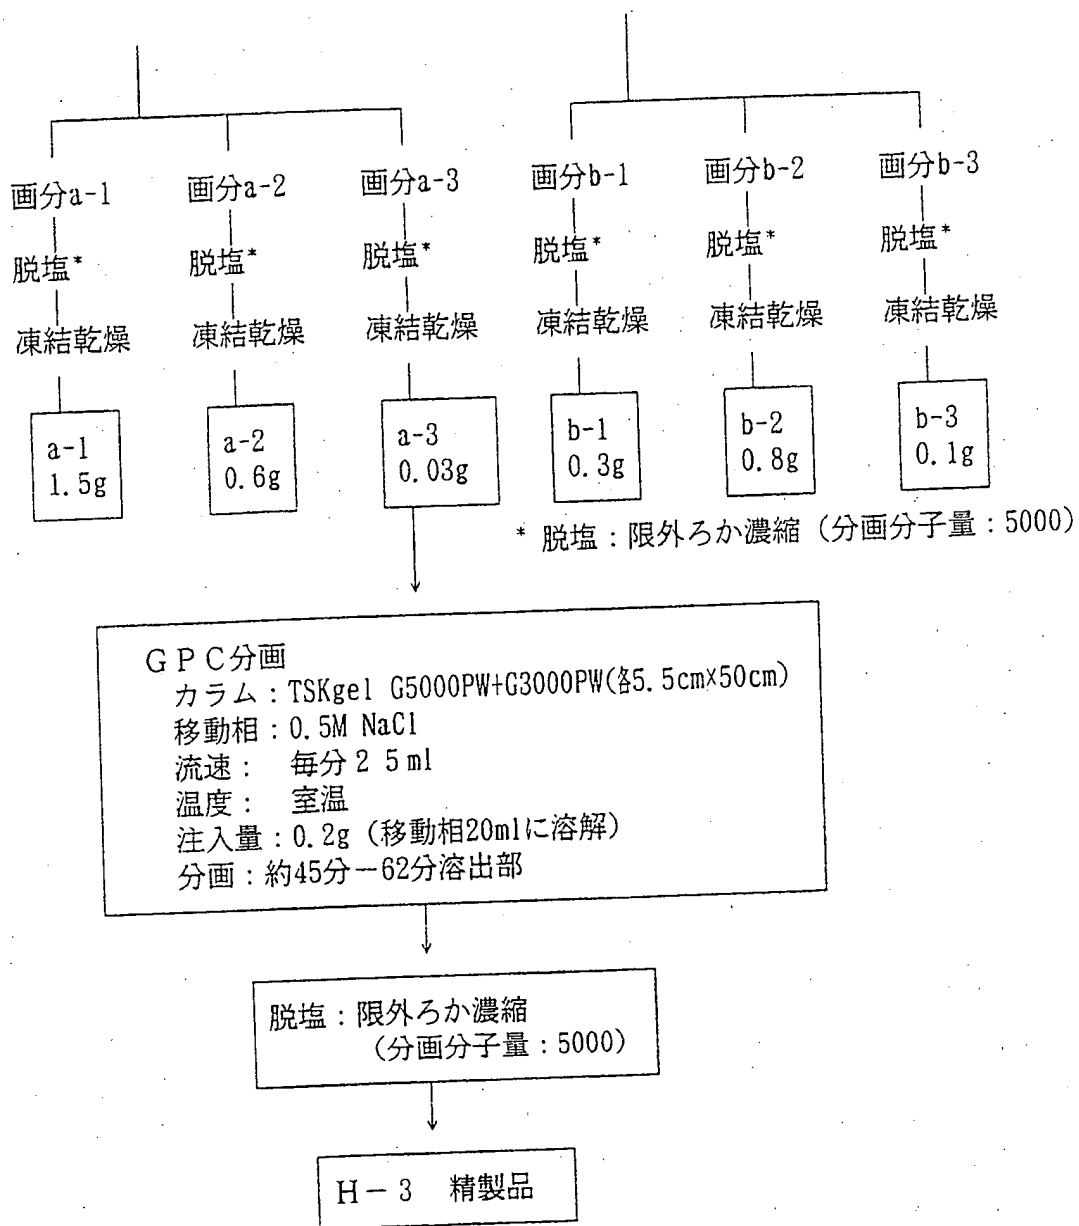 画分a-1 画分a-2 画分a-3 画分b-1 画分b-2 画分b-3
脱塩* 脱塩* 脱塩* 脱塩* 脱塩* 脱塩*
凍結乾燥 凍結乾燥 凍結乾燥 凍結乾燥 凍結乾燥 凍結乾燥
a-1 a-2 a-3 b-1 b-2 b-3
1.5g 0.6g 0.03g 0.3g 0.8g 0.1g
* 脱塩：限外ろか濃縮（分画分子量：5000）
ＧＰＣ分画
カラム：TSKgel G5000PW+G3000PW(各5.5cm×50cm)
移動相：0.5M NaCl
流速： 毎分２５ml
温度： 室温
注入量：0.2g（移動相20mlに溶解）
分画：約45分－62分溶出部
脱塩：限外ろか濃縮
（分画分子量：5000）
Ｈ－３ 精製品